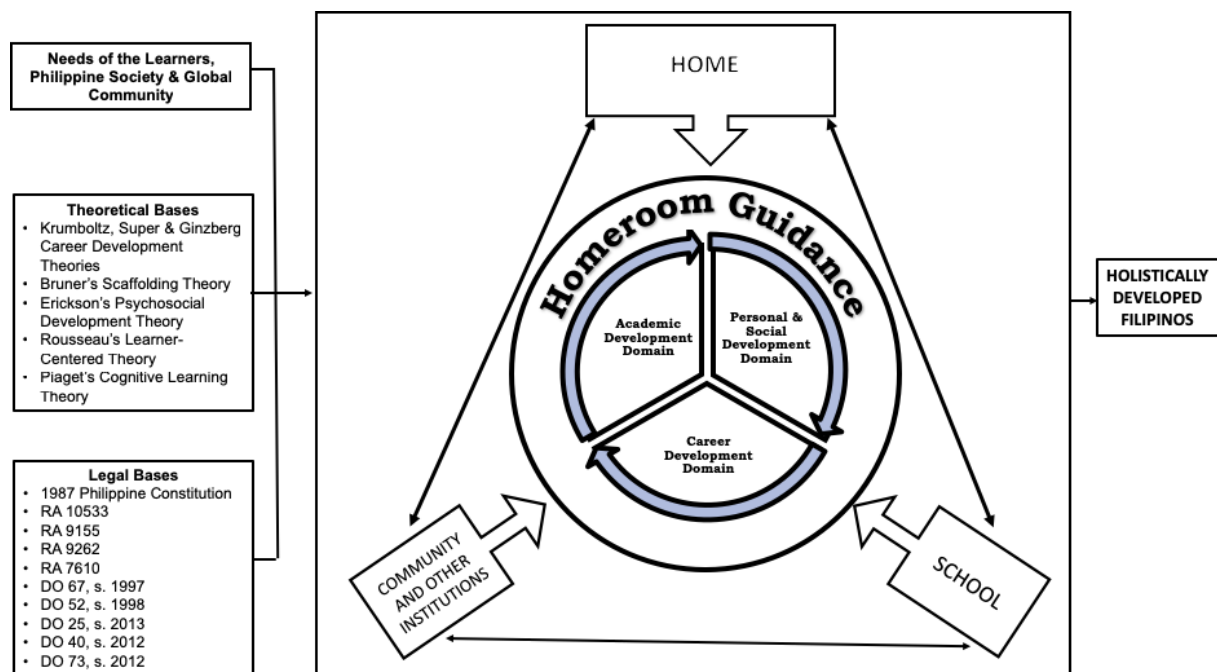 Needs of the Learners,
Philippine Society & Global
Community
Theoretical Bases
• Krumboltz, Super & Ginzberg
Career Development
Theories
• Bruner's Scaffolding Theory
• Erickson's Psychosocial
Development Theory
• Rousseau's Learner-
Centered Theory
• Piaget's Cognitive Learning
Theory
Legal Bases
• 1987 Philippine Constitution
• RA 10533
• RA 9155
• RA 9262
• RA 7610
• DO 67, s. 1997
• DO 52, s. 1998
• DO 25, s. 2013
• DO 40, s. 2012
• DO 73, s. 2012
HOME
Homeroom Guidance
Academic
Development
Domain
Personal &
Social
Development
Domain
Career
Development
Domain
COMMUNITY
AND OTHER
INSTITUTIONS
SCHOOL
HOLISTICALLY
DEVELOPED
FILIPINOS